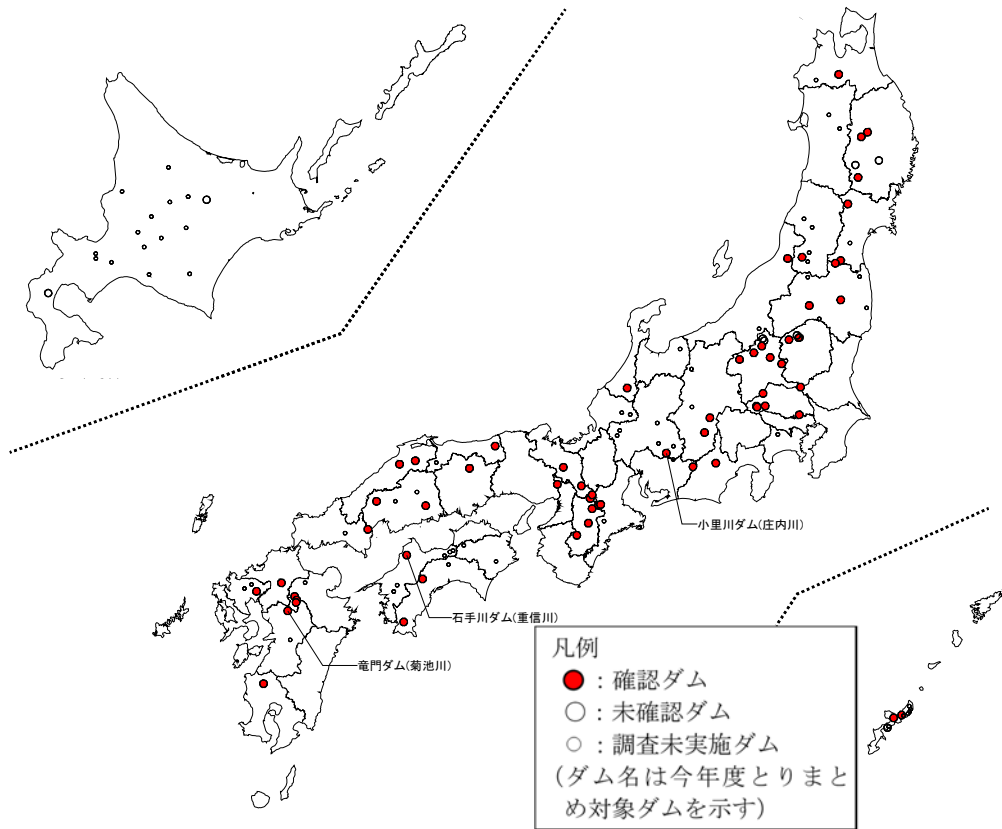 小里川ダム(庄内川)
石手川ダム(重信川)
竜門ダム(菊池川)
凡例
：確認ダム
：未確認ダム
：調査未実施ダム
(ダム名は今年度とりまと
め対象ダムを示す)